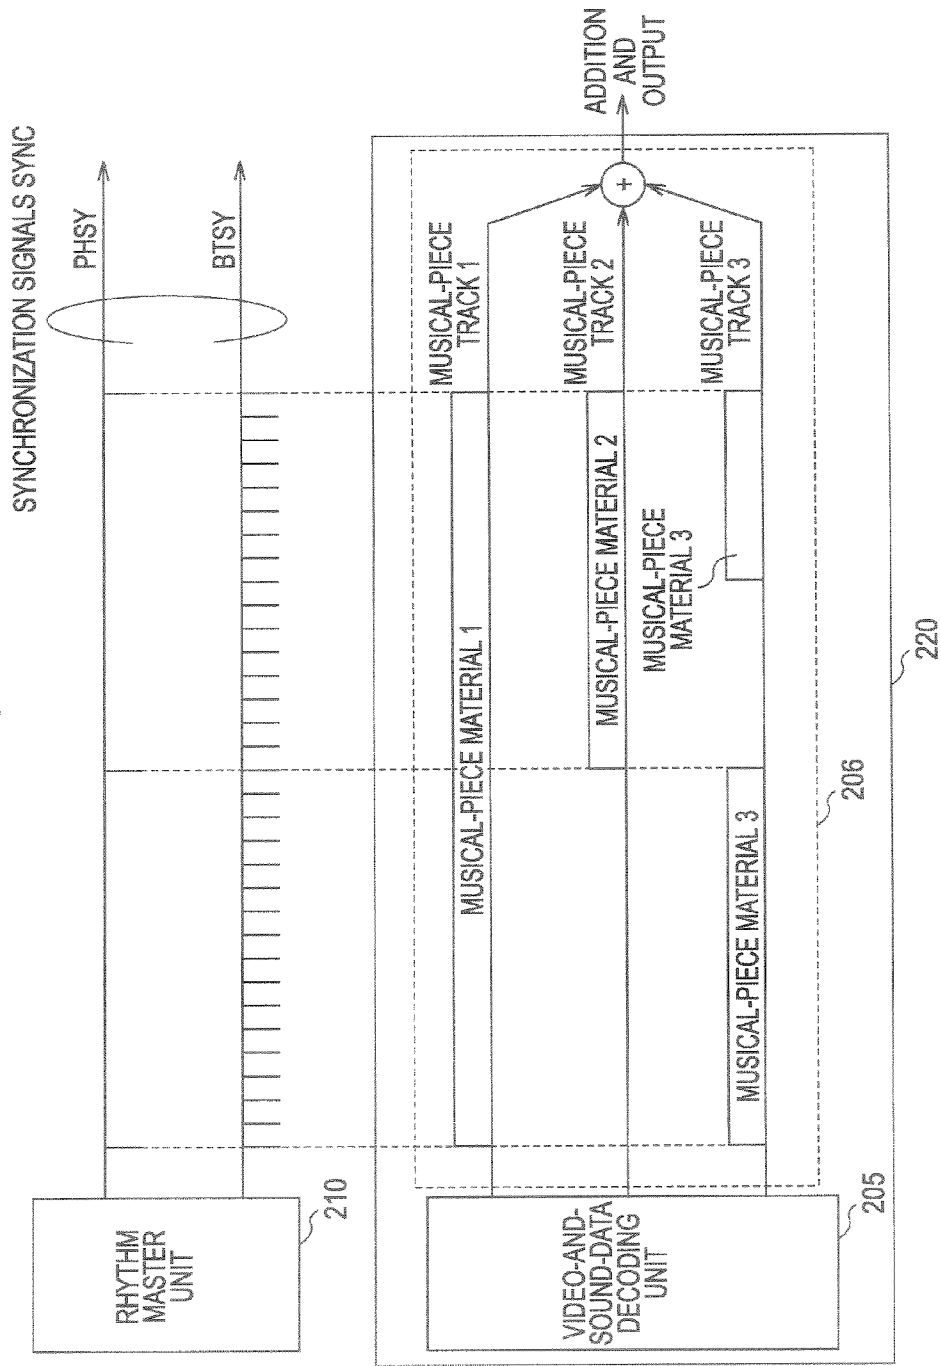 SYNCHRONIZATION SIGNALS SYNC
PHSY
BTSY
RHYTHM
MASTER
UNIT
210
MUSICAL-PIECE
TRACK 1
MUSICAL-PIECE MATERIAL 1
MUSICAL-PIECE
TRACK 2
MUSICAL-PIECE MATERIAL 2
MUSICAL-PIECE
MATERIAL 3
MUSICAL-PIECE
TRACK 3
MUSICAL-PIECE MATERIAL 3
+
ADDITION
AND
OUTPUT
VIDEO-AND-
SOUND-DATA
DECODING
UNIT
205
206
220